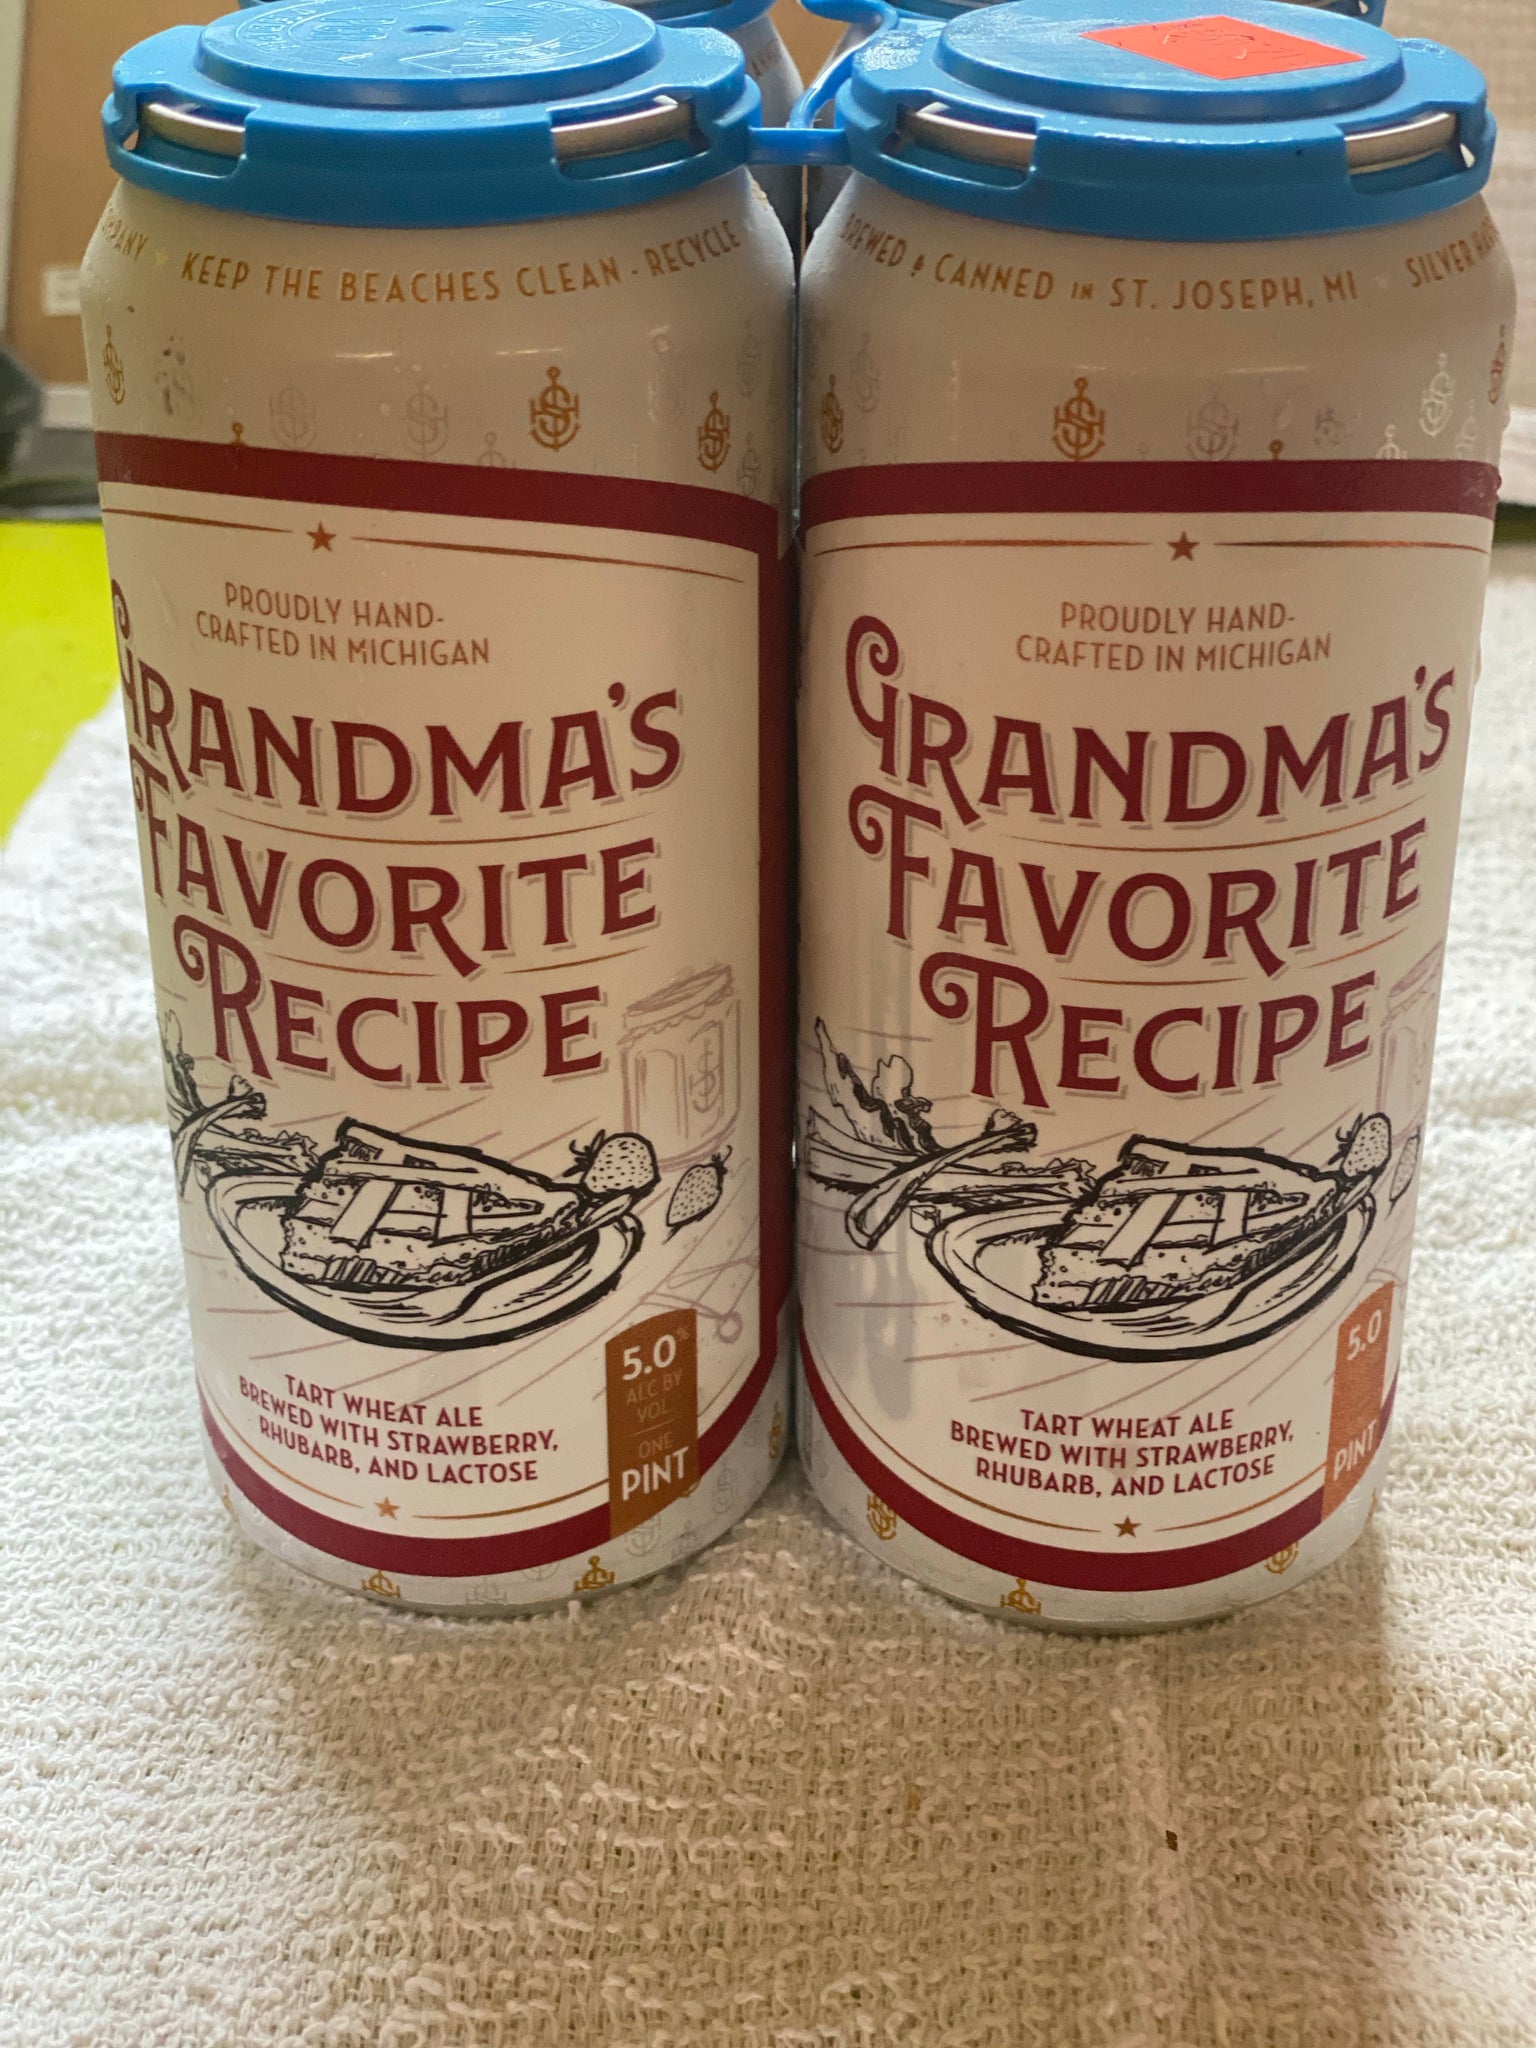 KEEP THE BEACHES CLEAN - RECYCLE
PROUDLY HAND-
CRAFTED IN MICHIGAN
GRANDMA'S
FAVORITE
RECIPE
5.0%
ALC BY
VOL
ONE
PINT
TART WHEAT ALE
BREWED WITH STRAWBERRY,
RHUBARB, AND LACTOSE
BREWED & CANNED IN ST. JOSEPH, MI SILVER
PROUDLY HAND-
CRAFTED IN MICHIGAN
GRANDMA'S
FAVORITE
RECIPE
5.0
PINT
TART WHEAT ALE
BREWED WITH STRAWBERRY,
RHUBARB, AND LACTOSE